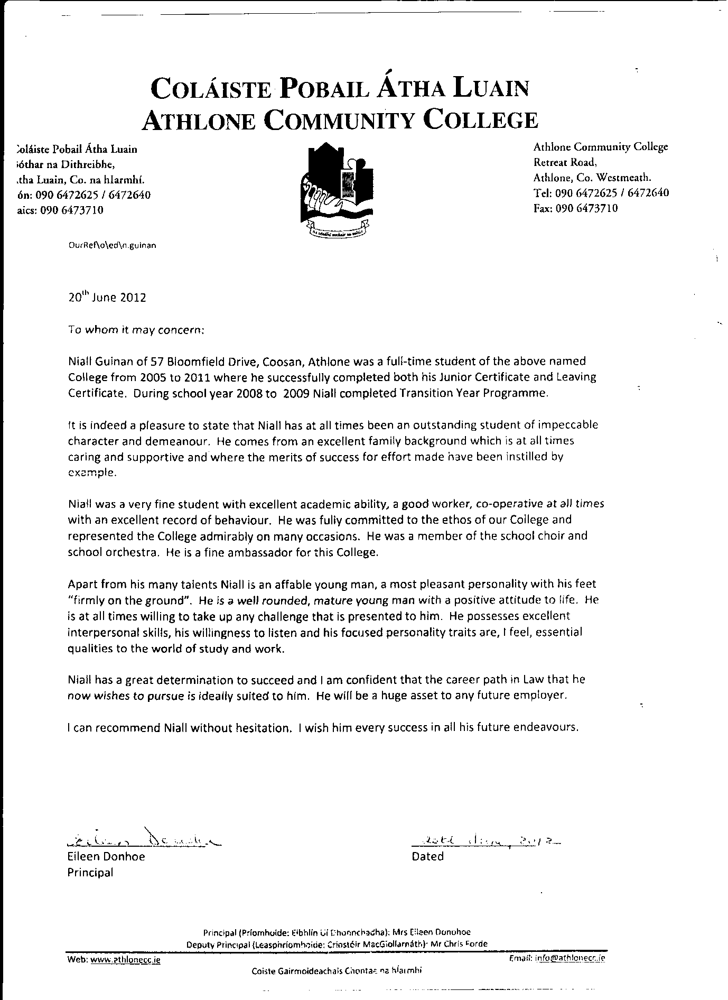 COLÁISTE POBAIL ÁTHA LUAIN
ATHLONE COMMUNITY COLLEGE
oláiste Pobail Átha Luain
óthar na Dithreibhe,
tha Luain, Co. na hIarmhí.
ón: 090 6472625 / 6472640
aics: 090 6473710
Athlone Community College
Retreat Road,
Athlone, Co. Westmeath.
Tel: 090 6472625 / 6472640
Fax: 090 6473710
OurRef\o\ed\n.guinan
20th June 2012
To whom it may concern:
Niall Guinan of 57 Bloomfield Drive, Coosan, Athlone was a full-time student of the above named
College from 2005 to 2011 where he successfully completed both his Junior Certificate and Leaving
Certificate. During school year 2008 to 2009 Niall completed Transition Year Programme.
It is indeed a pleasure to state that Niall has at all times been an outstanding student of impeccable
character and demeanour. He comes from an excellent family background which is at all times
caring and supportive and where the merits of success for effort made have been instilled by
example.
Niall was a very fine student with excellent academic ability, a good worker, co-operative at all times
with an excellent record of behaviour. He was fully committed to the ethos of our College and
represented the College admirably on many occasions. He was a member of the school choir and
school orchestra. He is a fine ambassador for this College.
Apart from his many talents Niall is an affable young man, a most pleasant personality with his feet
"firmly on the ground". He is a well rounded, mature young man with a positive attitude to life. He
is at all times willing to take up any challenge that is presented to him. He possesses excellent
interpersonal skills, his willingness to listen and his focused personality traits are, I feel, essential
qualities to the world of study and work.
Niall has a great determination to succeed and I am confident that the career path in Law that he
now wishes to pursue is ideally suited to him. He will be a huge asset to any future employer.
I can recommend Niall without hesitation. I wish him every success in all his future endeavours.
Eileen Donhoe
Principal
20th June, 2012
Dated
Principal (Príomhoide: Eibhlín Uí Dhonnchadha): Mrs Eileen Donohoe
Deputy Principal (Leasphríomhoide: Críostóir MacGiollarnáth): Mr Chris Forde
Web: www.athlonecc.ie
Email: info@athlonecc.ie
Coiste Gairmoideachais Chontae na hIarmhí